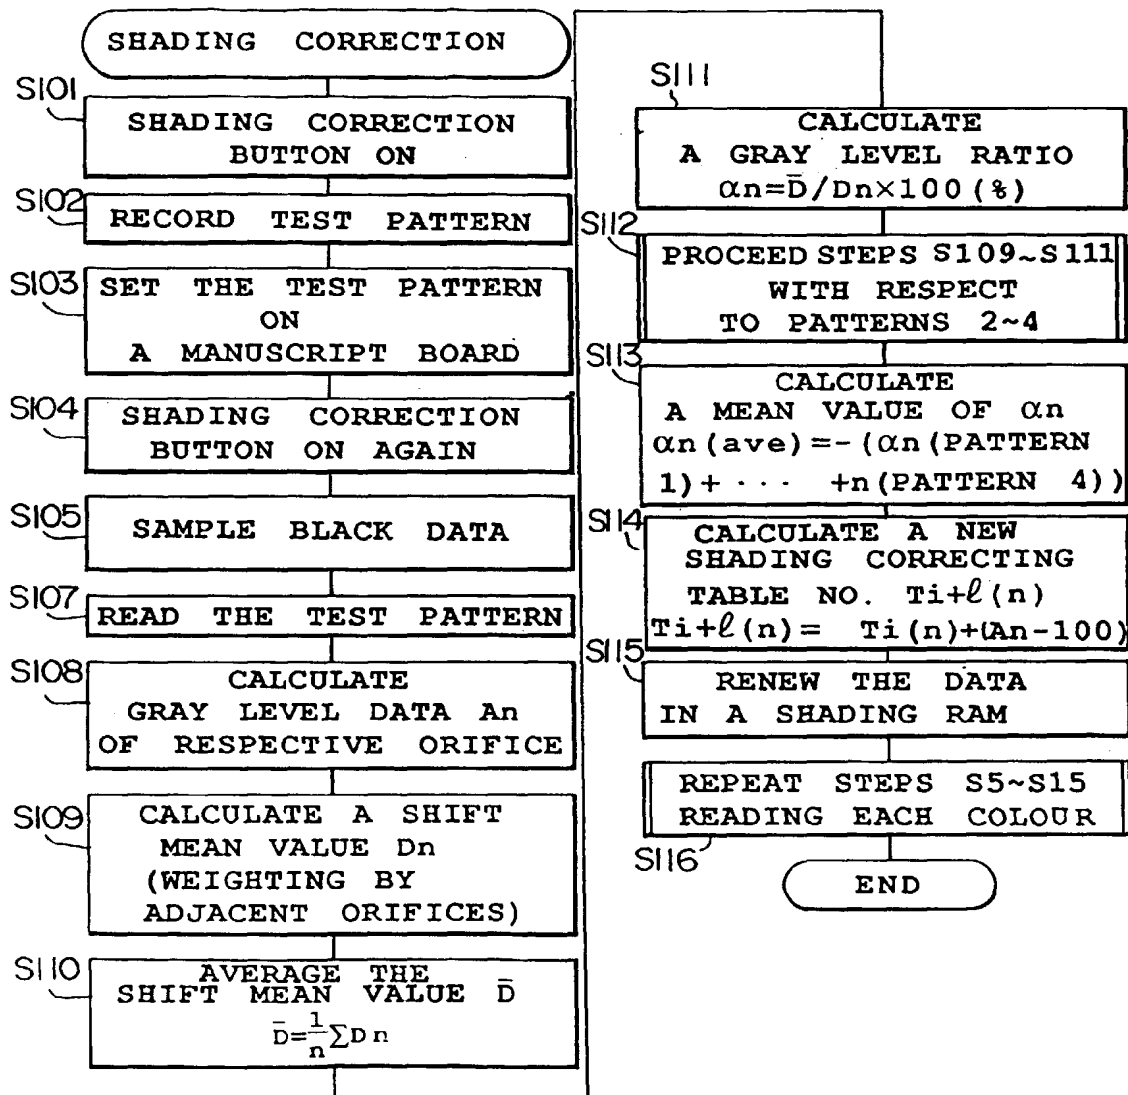 SHADING CORRECTION
S101
SHADING CORRECTION
BUTTON ON
S102
RECORD TEST PATTERN
S103
SET THE TEST PATTERN
ON
A MANUSCRIPT BOARD
S104
SHADING CORRECTION
BUTTON ON AGAIN
S105
SAMPLE BLACK DATA
S107
READ THE TEST PATTERN
S108
CALCULATE
GRAY LEVEL DATA An
OF RESPECTIVE ORIFICE
S109
CALCULATE A SHIFT
MEAN VALUE Dn
(WEIGHTING BY
ADJACENT ORIFICES)
S110
AVERAGE THE
SHIFT MEAN VALUE D̄
D̄=1/n ∑Dn
S111
CALCULATE
A GRAY LEVEL RATIO
αn=D̄/Dn×100(%)
S112
PROCEED STEPS S109~S111
WITH RESPECT
TO PATTERNS 2~4
S113
CALCULATE
A MEAN VALUE OF αn
αn(ave)=-(αn(PATTERN
1)+ ··· +n(PATTERN 4))
S114
CALCULATE A NEW
SHADING CORRECTING
TABLE NO. Ti+ℓ(n)
Ti+ℓ(n)= Ti(n)+(An-100)
S115
RENEW THE DATA
IN A SHADING RAM
REPEAT STEPS S5~S15
READING EACH COLOUR
S116
END